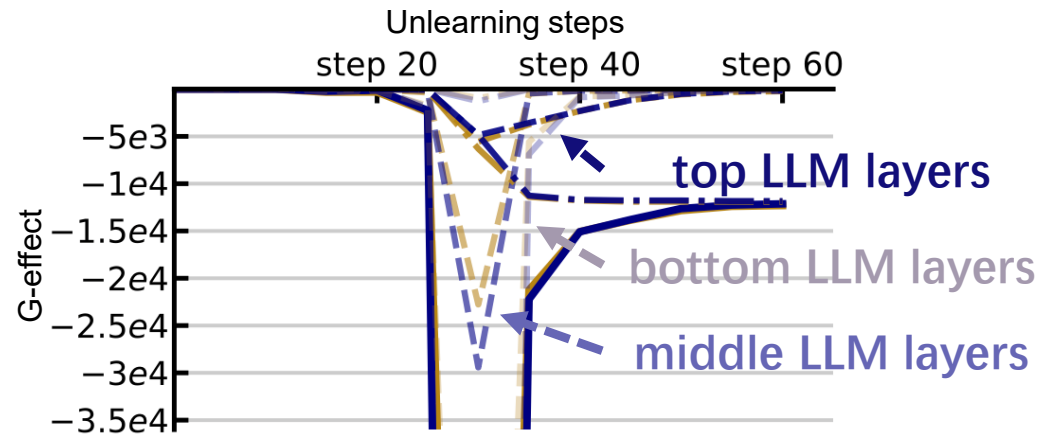 Unlearning steps
step 20 step 40 step 60
−5e3
top LLM layers
−1e4
−1.5e4
G-effect
bottom LLM layers
−2e4
−2.5e4
middle LLM layers
−3e4
−3.5e4